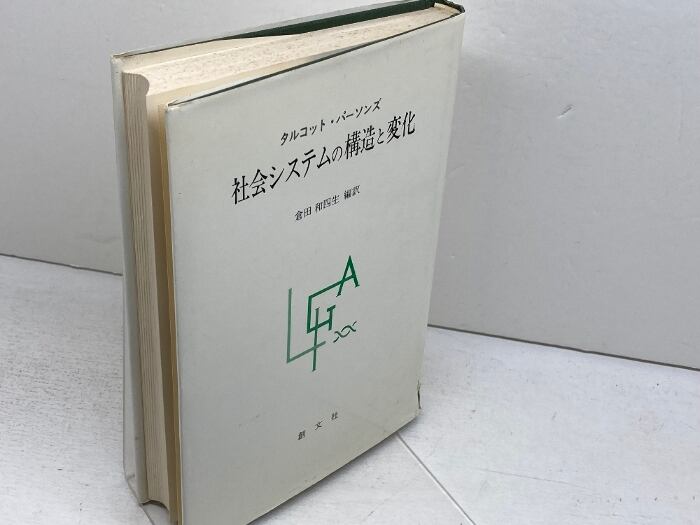 タルコット・パーソンズ
社会システムの構造と変化
倉田 和四生 編訳
A
G
I
L
創文社